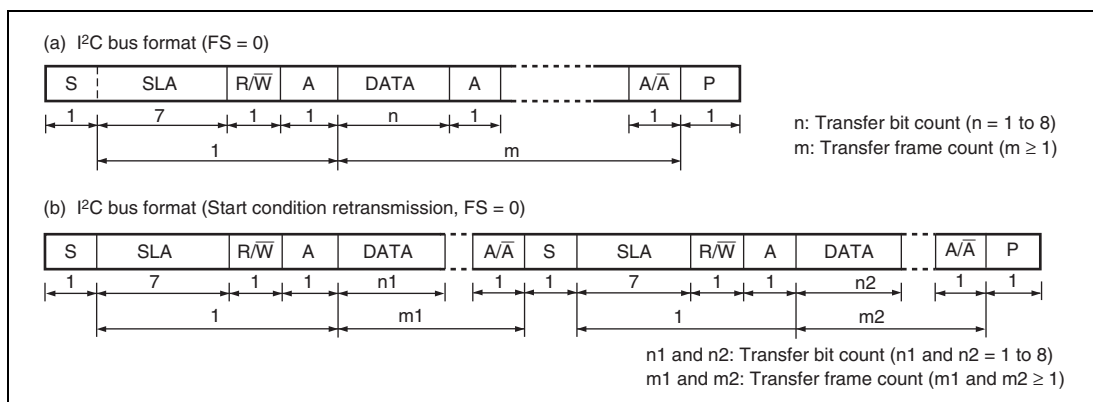 (a) I²C bus format (FS = 0)
S SLA R/W̅ A DATA A A/A̅ P
1 7 1 1 n 1 1 1
1 m
n: Transfer bit count (n = 1 to 8)
m: Transfer frame count (m ≥ 1)
(b) I²C bus format (Start condition retransmission, FS = 0)
S SLA R/W̅ A DATA A/A̅ S SLA R/W̅ A DATA A/A̅ P
1 7 1 1 n1 1 1 7 1 1 n2 1 1
1 m1 1 m2
n1 and n2: Transfer bit count (n1 and n2 = 1 to 8)
m1 and m2: Transfer frame count (m1 and m2 ≥ 1)